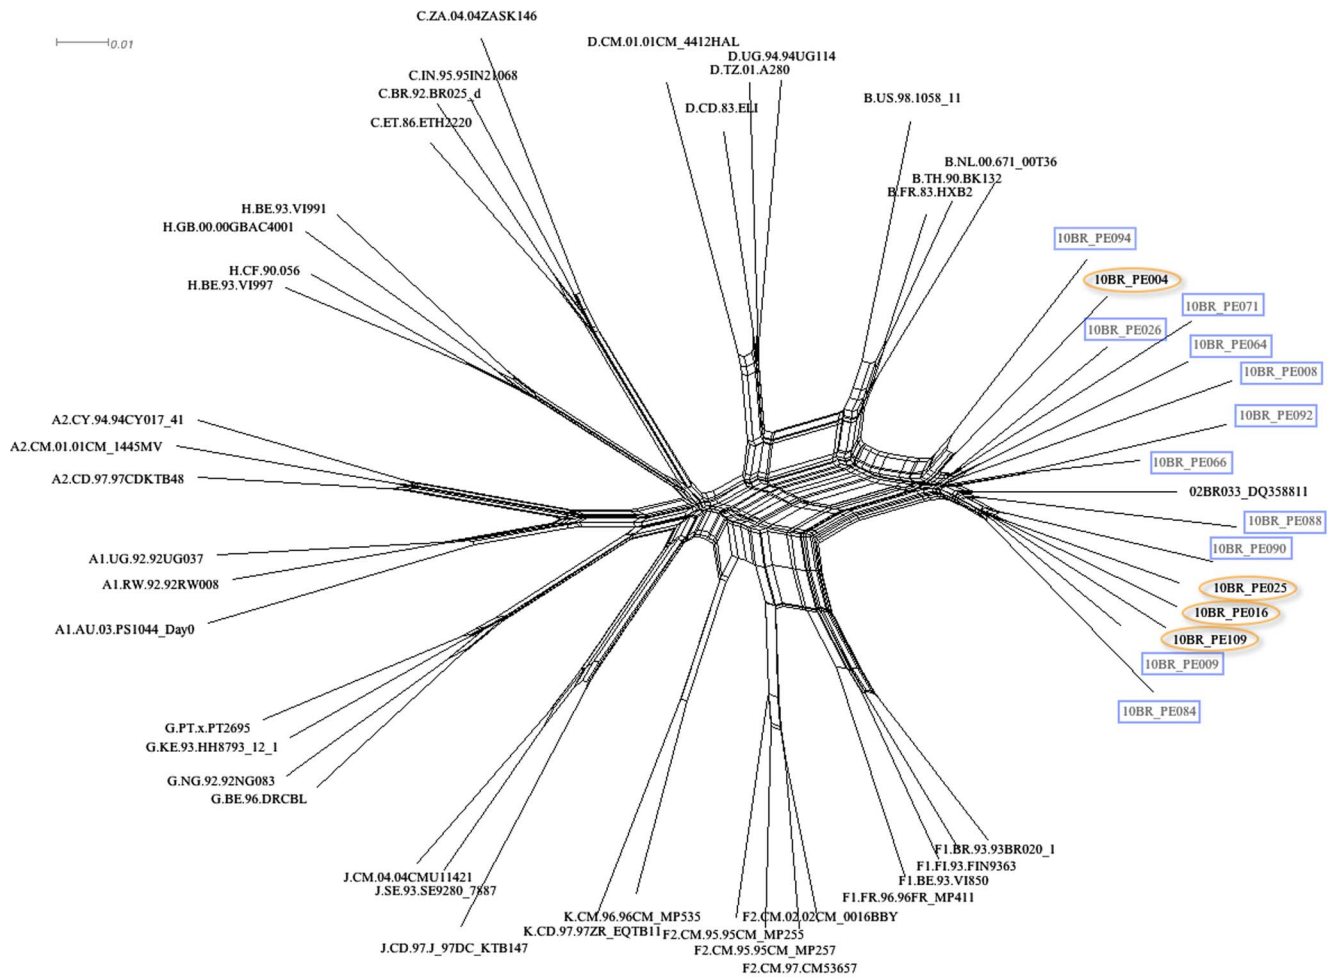 C.ZA.04.04ZASK146
0.01
D.CM.01.01CM_4412HAL
D.UG.94.94UG114
D.TZ.01.A280
C.IN.95.95IN21068
C.BR.92.BR025_d
B.US.98.1058_11
D.CD.83.ELI
C.ET.86.ETH2220
B.NL.00.671_00T36
B.TH.90.BK132
B.FR.83.HXB2
H.BE.93.VI991
H.GB.00.00GBAC4001
10BR_PE094
H.CF.90.056
10BR_PE004
H.BE.93.VI997
10BR_PE071
10BR_PE026
10BR_PE064
10BR_PE008
10BR_PE092
A2.CY.94.94CY017_41
A2.CM.01.01CM_1445MV
10BR_PE066
A2.CD.97.97CDKTB48
02BR033_DQ358811
10BR_PE088
10BR_PE090
A1.UG.92.92UG037
A1.RW.92.92RW008
10BR_PE025
10BR_PE016
A1.AU.03.PS1044_Day0
10BR_PE109
10BR_PE009
10BR_PE084
G.PT.x.PT2695
G.KE.93.HH8793_12_1
G.NG.92.92NG083
G.BE.96.DRCBL
F1.BR.93.93BR020_1
F1.FI.93.FIN9363
J.CM.04.04CMU11421
F1.BE.93.VI850
J.SE.93.SE9280_7887
F1.FR.96.96FR_MP411
K.CM.96.96CM_MP535
F2.CM.02.02CM_0016BBY
K.CD.97.97ZR_EQTB11
F2.CM.95.95CM_MP255
J.CD.97.J_97DC_KTB147
F2.CM.95.95CM_MP257
F2.CM.97.CM53657